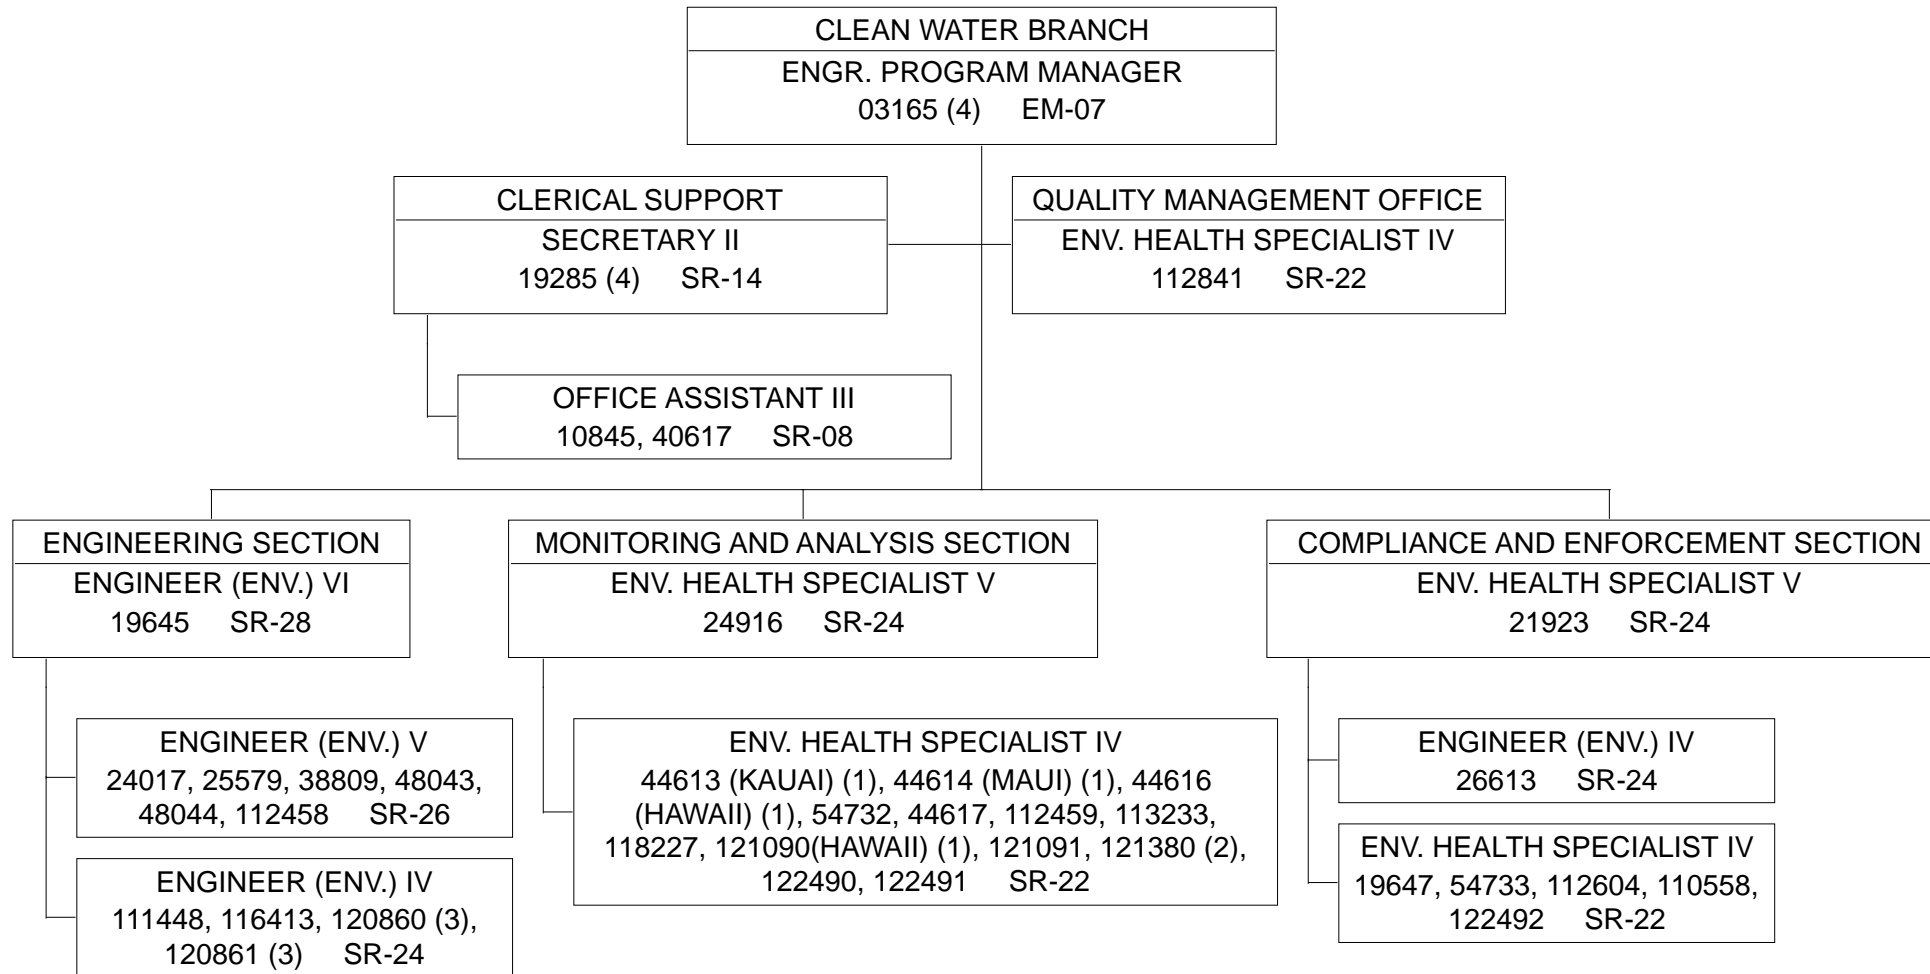 CLEAN WATER BRANCH
ENGR. PROGRAM MANAGER
03165 (4) EM-07
CLERICAL SUPPORT
SECRETARY II
19285 (4) SR-14
QUALITY MANAGEMENT OFFICE
ENV. HEALTH SPECIALIST IV
112841 SR-22
OFFICE ASSISTANT III
10845, 40617 SR-08
ENGINEERING SECTION
ENGINEER (ENV.) VI
19645 SR-28
ENGINEER (ENV.) V
24017, 25579, 38809, 48043,
48044, 112458 SR-26
ENGINEER (ENV.) IV
111448, 116413, 120860 (3),
120861 (3) SR-24
MONITORING AND ANALYSIS SECTION
ENV. HEALTH SPECIALIST V
24916 SR-24
ENV. HEALTH SPECIALIST IV
44613 (KAUAI) (1), 44614 (MAUI) (1), 44616
(HAWAII) (1), 54732, 44617, 112459, 113233,
118227, 121090(HAWAII) (1), 121091, 121380 (2),
122490, 122491 SR-22
COMPLIANCE AND ENFORCEMENT SECTION
ENV. HEALTH SPECIALIST V
21923 SR-24
ENGINEER (ENV.) IV
26613 SR-24
ENV. HEALTH SPECIALIST IV
19647, 54733, 112604, 110558,
122492 SR-22